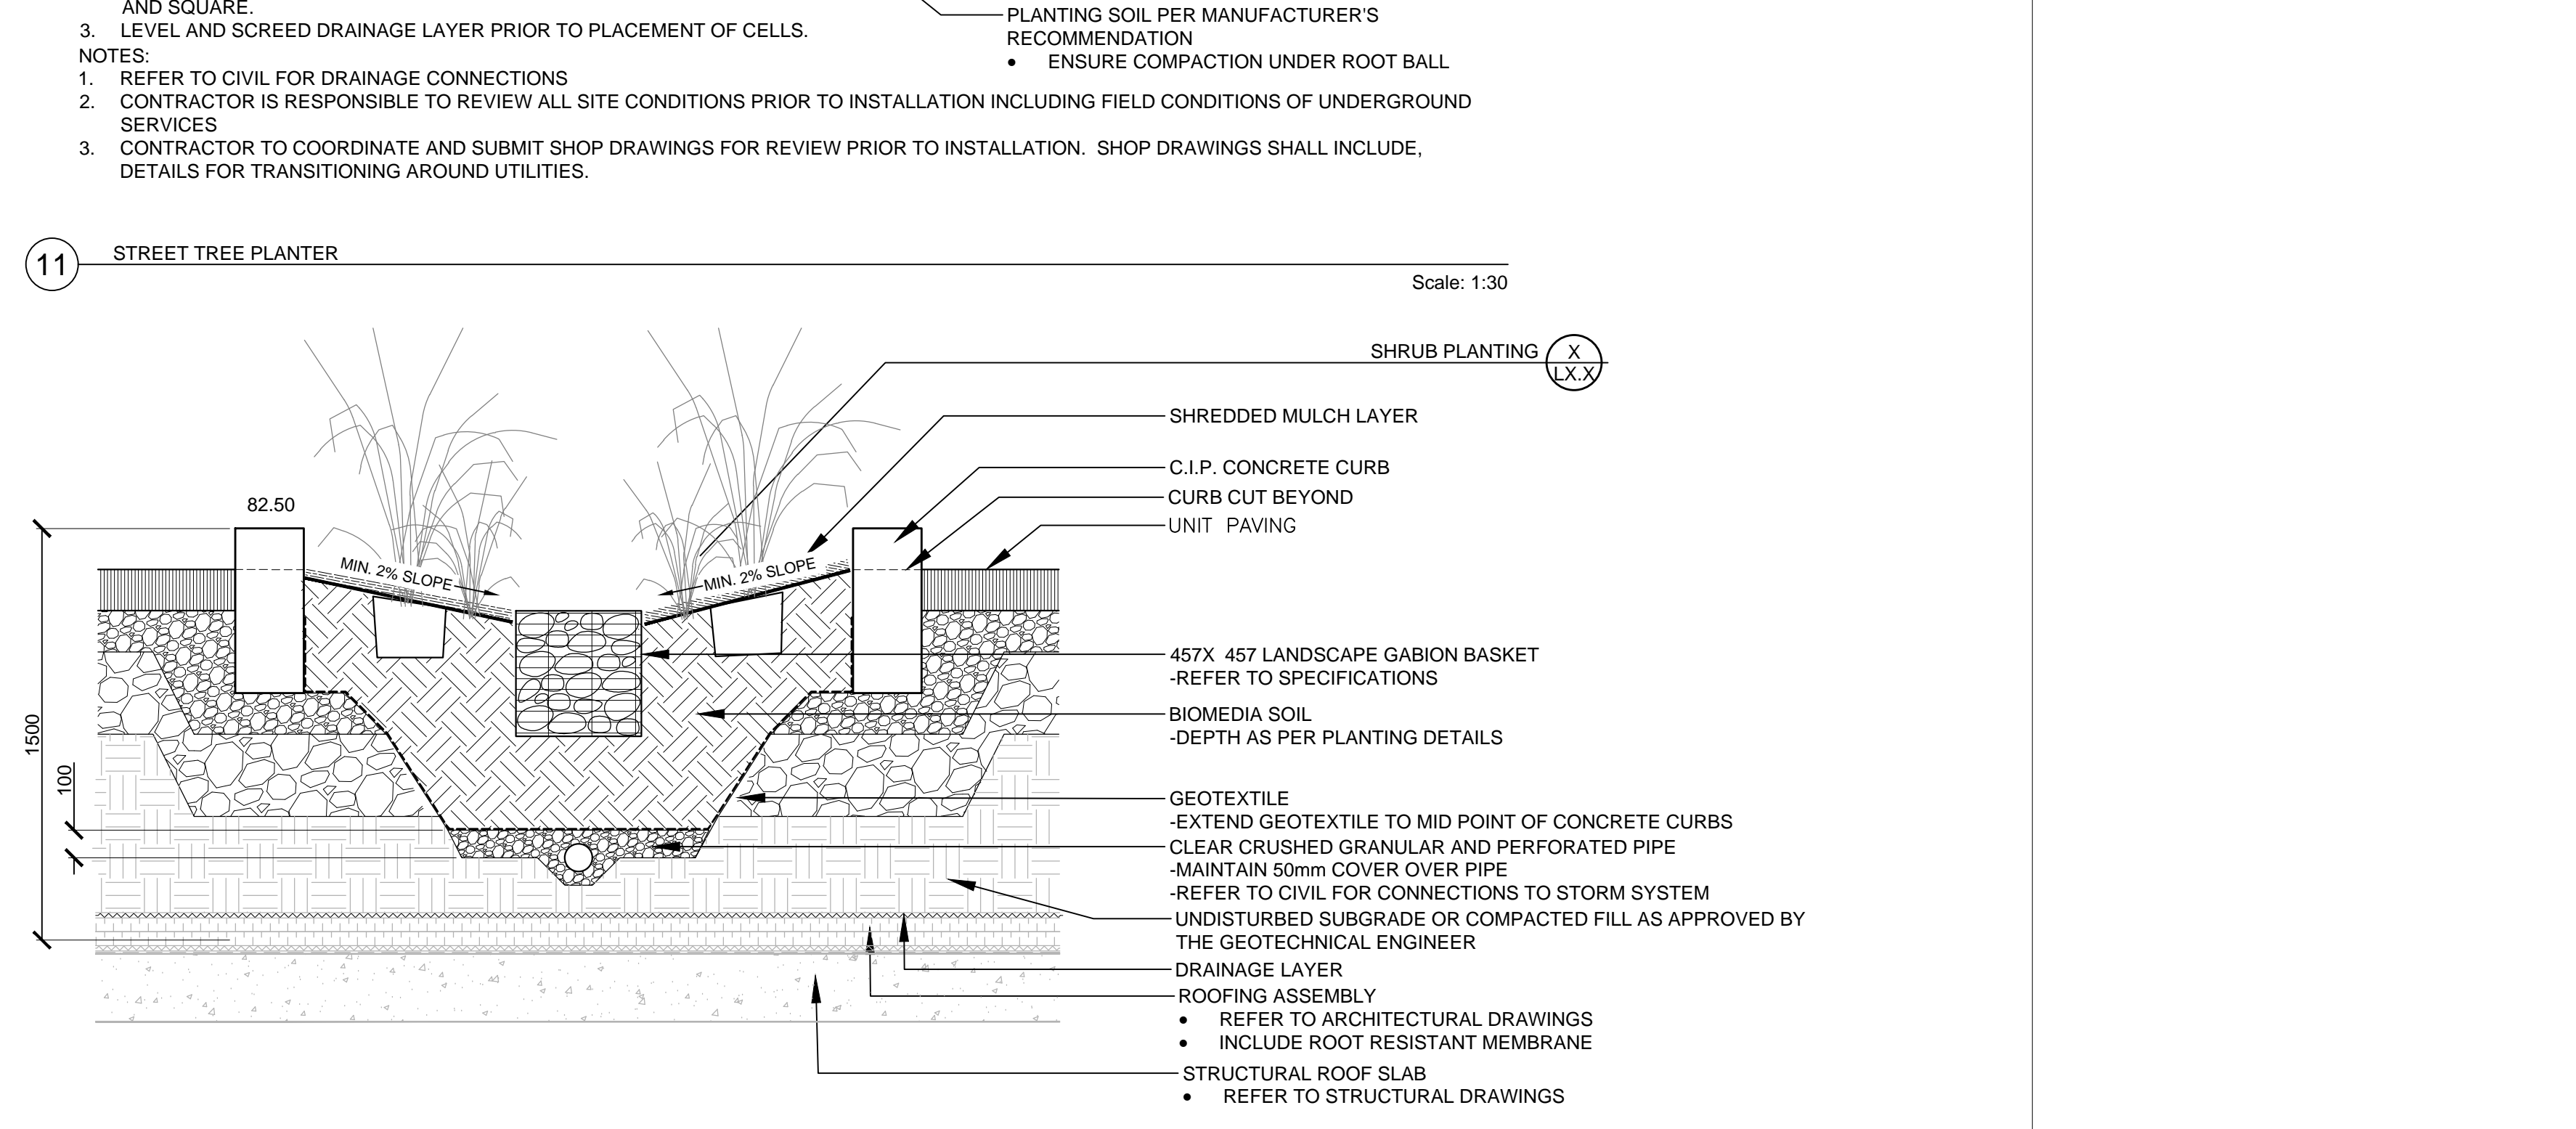 AND SQUARE.
3. LEVEL AND SCREED DRAINAGE LAYER PRIOR TO PLACEMENT OF CELLS.
NOTES:
1. REFER TO CIVIL FOR DRAINAGE CONNECTIONS
2. CONTRACTOR IS RESPONSIBLE TO REVIEW ALL SITE CONDITIONS PRIOR TO INSTALLATION INCLUDING FIELD CONDITIONS OF UNDERGROUND
SERVICES
3. CONTRACTOR TO COORDINATE AND SUBMIT SHOP DRAWINGS FOR REVIEW PRIOR TO INSTALLATION. SHOP DRAWINGS SHALL INCLUDE,
DETAILS FOR TRANSITIONING AROUND UTILITIES.
PLANTING SOIL PER MANUFACTURER'S
RECOMMENDATION
• ENSURE COMPACTION UNDER ROOT BALL
11 STREET TREE PLANTER
Scale: 1:30
SHRUB PLANTING
X
LX.X
SHREDDED MULCH LAYER
C.I.P. CONCRETE CURB
CURB CUT BEYOND
UNIT PAVING
82.50
MIN. 2% SLOPE
MIN. 2% SLOPE
1500
100
457X 457 LANDSCAPE GABION BASKET
-REFER TO SPECIFICATIONS
BIOMEDIA SOIL
-DEPTH AS PER PLANTING DETAILS
GEOTEXTILE
-EXTEND GEOTEXTILE TO MID POINT OF CONCRETE CURBS
CLEAR CRUSHED GRANULAR AND PERFORATED PIPE
-MAINTAIN 50mm COVER OVER PIPE
-REFER TO CIVIL FOR CONNECTIONS TO STORM SYSTEM
UNDISTURBED SUBGRADE OR COMPACTED FILL AS APPROVED BY
THE GEOTECHNICAL ENGINEER
DRAINAGE LAYER
ROOFING ASSEMBLY
• REFER TO ARCHITECTURAL DRAWINGS
• INCLUDE ROOT RESISTANT MEMBRANE
STRUCTURAL ROOF SLAB
• REFER TO STRUCTURAL DRAWINGS